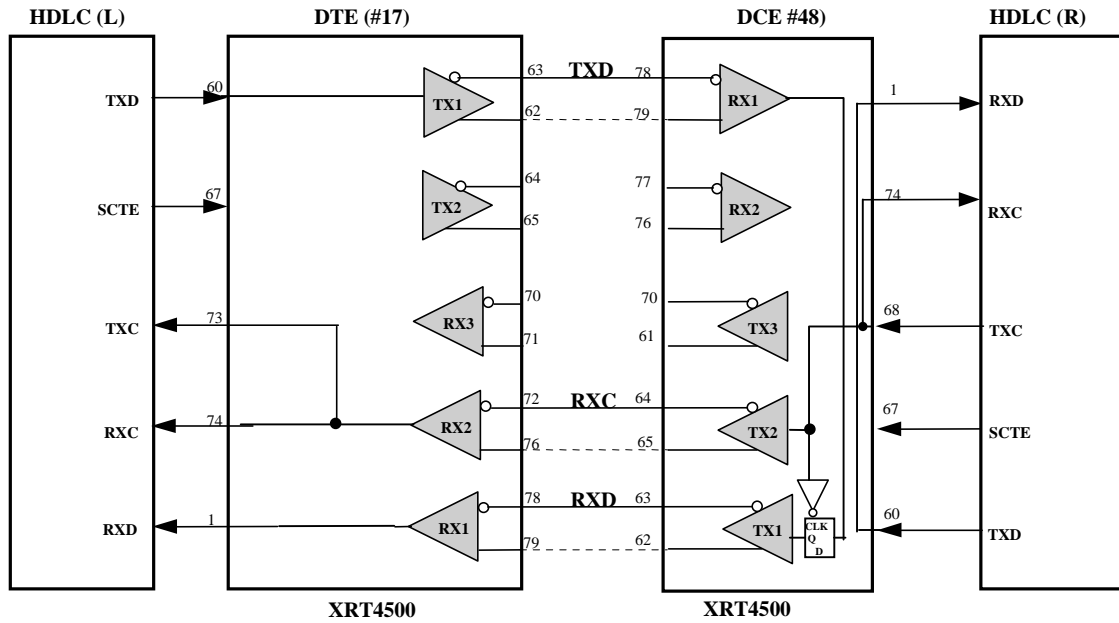 HDLC (L) DTE (#17) DCE #48) HDLC (R)
63 TXD 78
60 1
TXD TX1 RX1 RXD
62 79
64 77
67 74
SCTE TX2 RX2 RXC
65 76
70 70
73 68
TXC RX3 TX3 TXC
71 61
72 RXC 64
74 67
RXC RX2 TX2 SCTE
76 65
78 RXD 63
1 60
RXD RX1 TX1 CLK TXD
Q
D
79 62
XRT4500 XRT4500